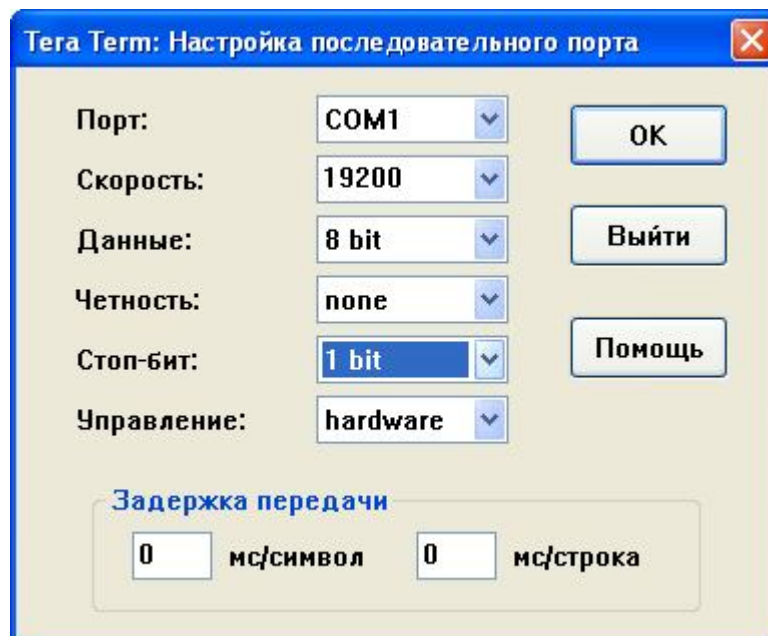 Tera Term: Настройка последовательного порта
Порт: COM1 OK
Скорость: 19200
Данные: 8 bit Выйти
Четность: none
Стоп-бит: 1 bit Помощь
Управление: hardware
Задержка передачи
0 мс/символ 0 мс/строка